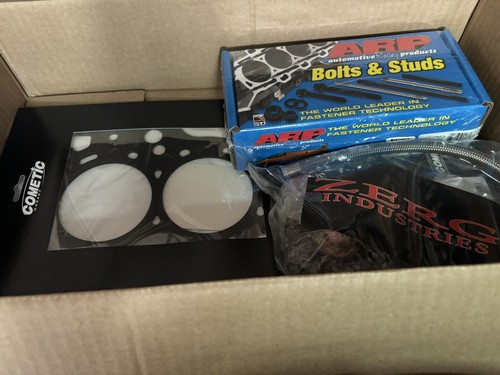 ARP
automotive racing products
Bolts & Studs
THE WORLD LEADER IN
FASTENER TECHNOLOGY
ARP
THE WORLD LEADER IN
FASTENER TECHNOLOGY
COMETIC
ZERG
INDUSTRIES